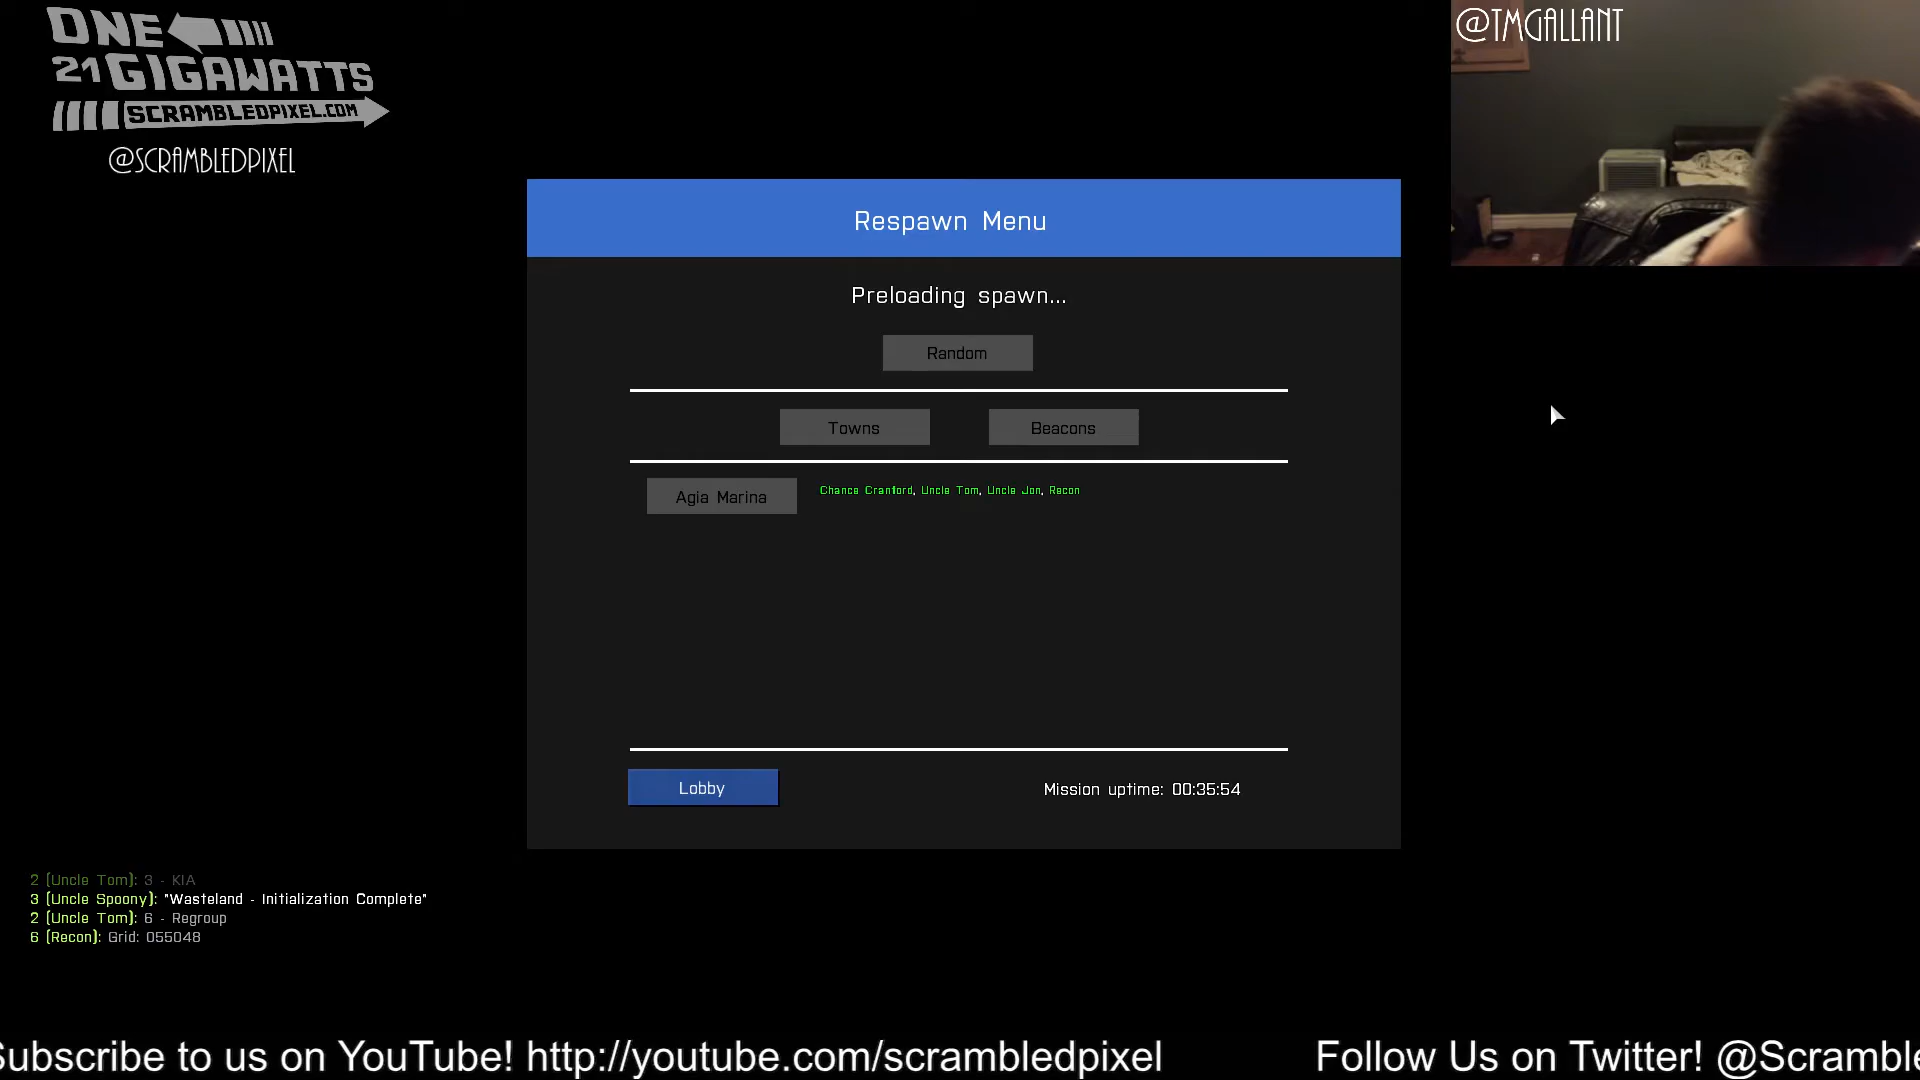 ONE
21 GIGAWATTS
SCRAMBLEDPIXEL.COM
@SCRAMBLEDPIXEL
@TMGALLANT
Respawn Menu
Preloading spawn...
Random
Towns
Beacons
Agia Marina
Chance Cranford, Uncle Tom, Uncle Jon, Recon
Lobby
Mission uptime: 00:35:54
2 (Uncle Tom): 3 - KIA
3 (Uncle Spoony): "Wasteland - Initialization Complete"
2 (Uncle Tom): 6 - Regroup
6 (Recon): Grid: 055048
Subscribe to us on YouTube! http://youtube.com/scrambledpixel
Follow Us on Twitter! @Scramble